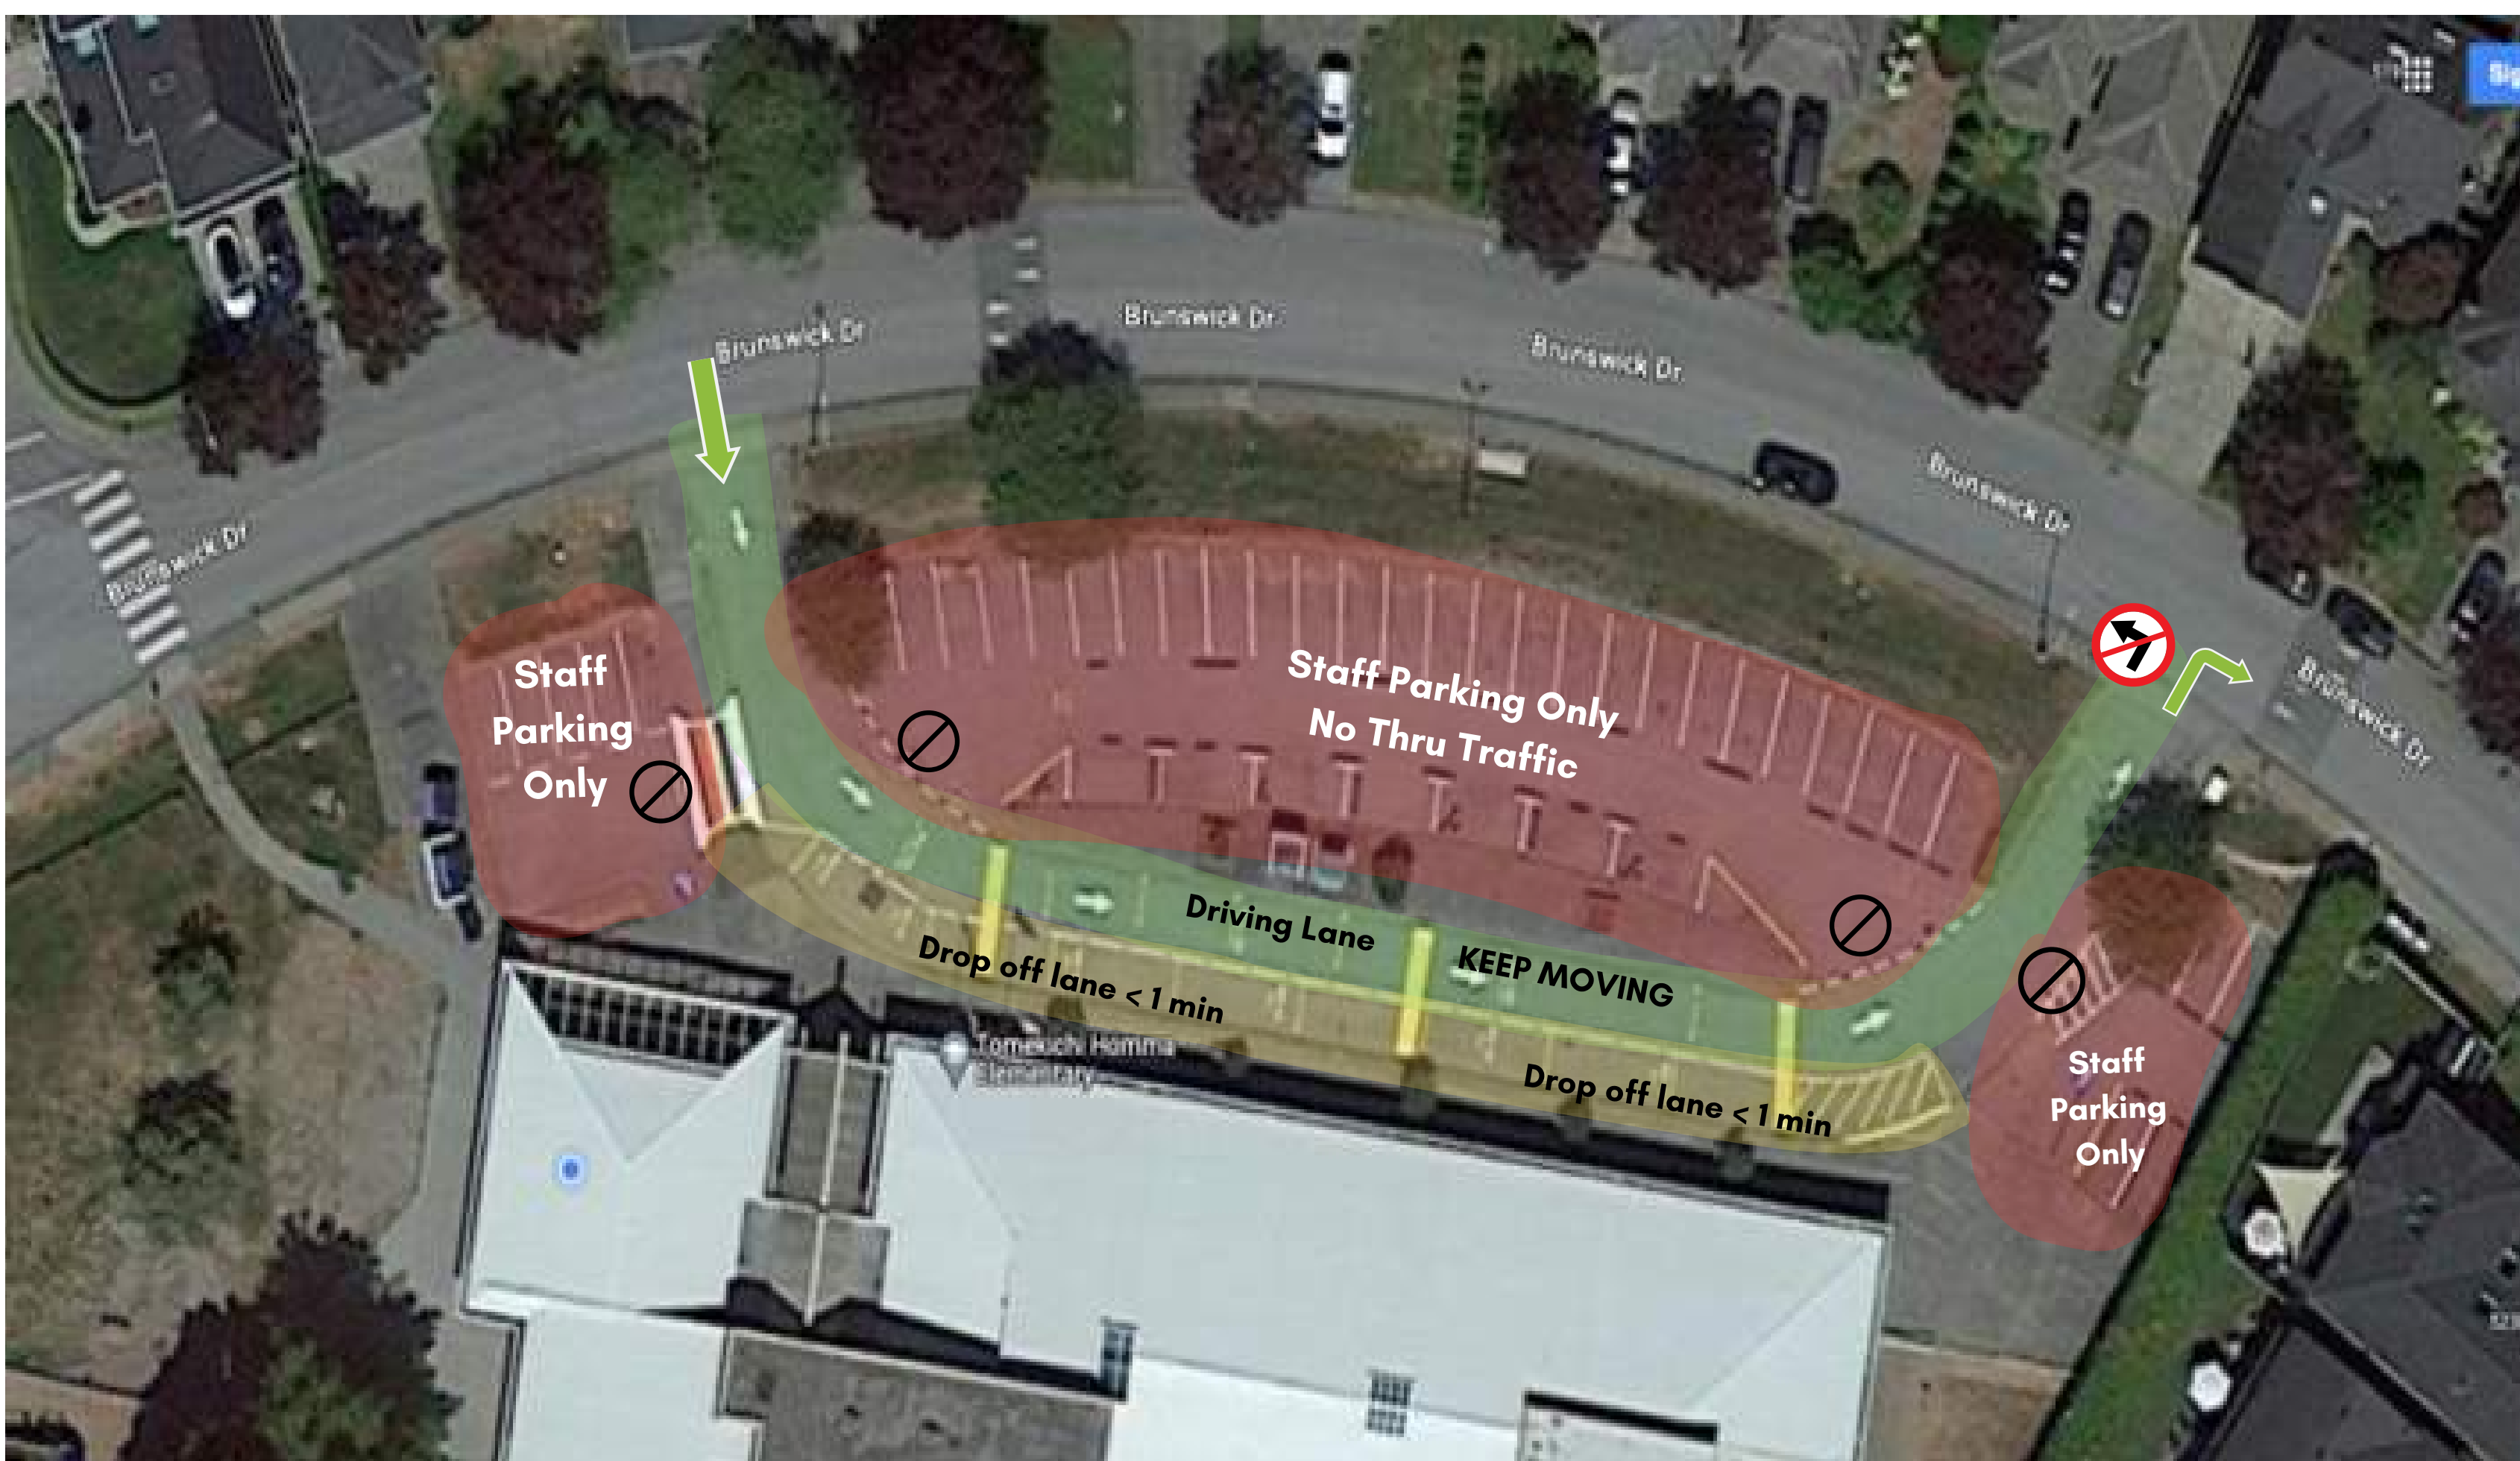 Brunswick Dr
Brunswick Dr
Brunswick Dr
Brunswick Dr
Brunswick Dr
Brunswick Dr
Staff
Parking
Only
Staff Parking Only
No Thru Traffic
Driving Lane
KEEP MOVING
Drop off lane < 1 min
Drop off lane < 1 min
Tomekichi Homma
Elementary
Staff
Parking
Only